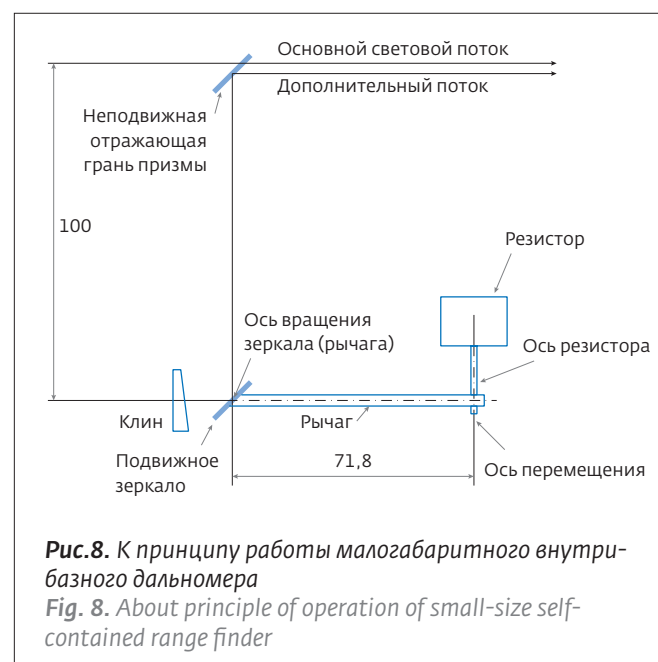 Основной световой поток
Дополнительный поток
Неподвижная
отражающая
грань призмы
100
Резистор
Ось вращения
зеркала (рычага)
Ось резистора
Клин
Рычаг
Подвижное
зеркало
71,8
Ось перемещения
Рис.8. К принципу работы малогабаритного внутри-
базного дальномера
Fig. 8. About principle of operation of small-size self-
contained range finder